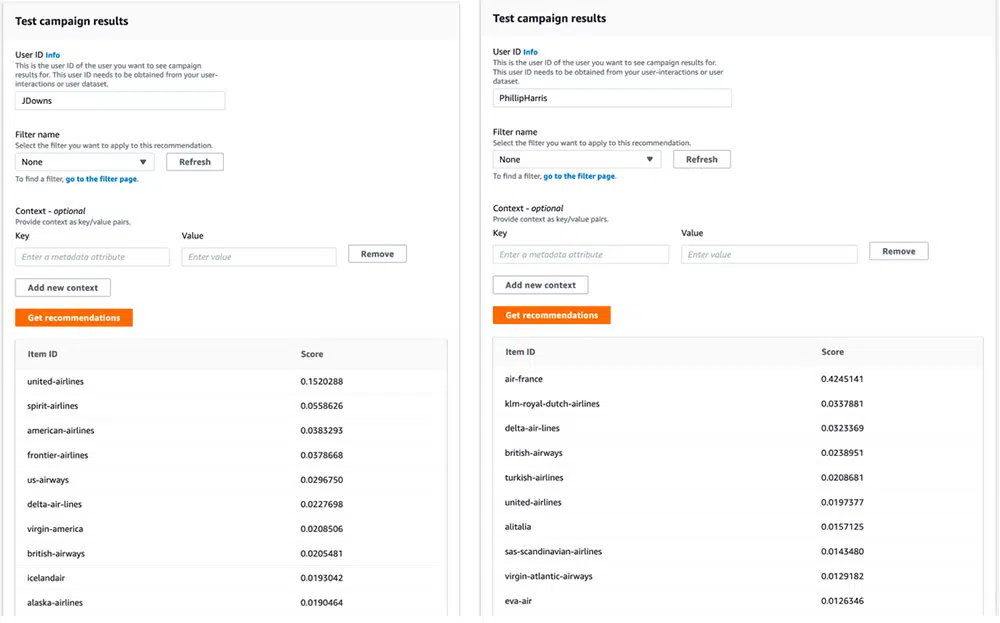 Test campaign results
User ID Info
This is the user ID of the user you want to see campaign
results for. This user ID needs to be obtained from your user-
interactions or user dataset.
JDowns
Filter name
Select the filter you want to apply to this recommendation.
None ▼ Refresh
To find a filter, go to the filter page.
Context - optional
Provide context as key/value pairs.
Key Value
Enter a metadata attribute Enter value Remove
Add new context
Get recommendations
Item ID Score
united-airlines 0.1520288
spirit-airlines 0.0558626
american-airlines 0.0383293
frontier-airlines 0.0378668
us-airways 0.0296750
delta-air-lines 0.0227698
virgin-america 0.0208506
british-airways 0.0205481
icelandair 0.0193042
alaska-airlines 0.0190464
Test campaign results
User ID Info
This is the user ID of the user you want to see campaign results for.
This user ID needs to be obtained from your user-interactions or user
dataset.
PhillipHarris
Filter name
Select the filter you want to apply to this recommendation.
None ▼ Refresh
To find a filter, go to the filter page.
Context - optional
Provide context as key/value pairs.
Key Value
Enter a metadata attribute Enter value Remove
Add new context
Get recommendations
Item ID Score
air-france 0.4245141
klm-royal-dutch-airlines 0.0337881
delta-air-lines 0.0323369
british-airways 0.0238951
turkish-airlines 0.0208681
united-airlines 0.0197377
alitalia 0.0157125
sas-scandinavian-airlines 0.0143480
virgin-atlantic-airways 0.0129182
eva-air 0.0126346